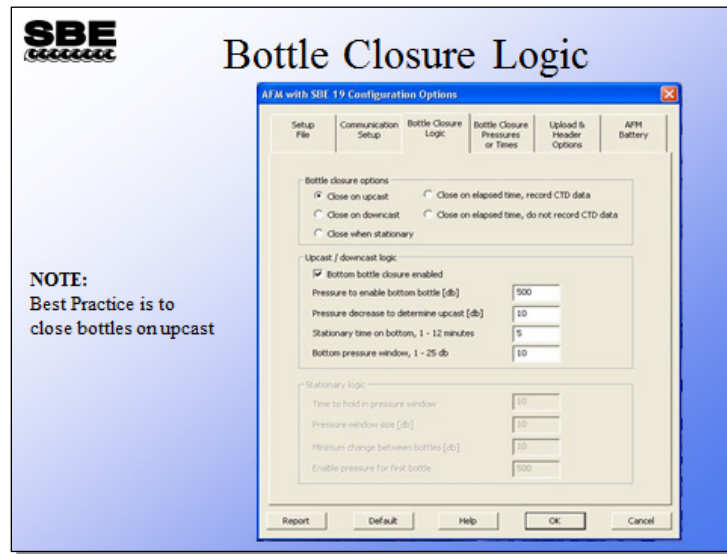 SBE
Bottle Closure Logic
AFM with SBE 19 Configuration Options
Setup File
Communication Setup
Bottle Closure Logic
Bottle Closure Pressures or Times
Upload & Header Options
AFM Battery
Bottle closure options
Close on upcast
Close on elapsed time, record CTD data
Close on downcast
Close on elapsed time, do not record CTD data
Close when stationary
Upcast / downcast logic
Bottom bottle closure enabled
Pressure to enable bottom bottle [db] 500
Pressure decrease to determine upcast [db] 10
Stationary time on bottom, 1 - 12 minutes 5
Bottom pressure window, 1 - 25 db 10
Stationary logic
Time to hold in pressure window 10
Pressure window size [db] 10
Minimum change between bottles [db] 10
Enable pressure for first bottle 500
Report Default Help OK Cancel
NOTE:
Best Practice is to
close bottles on upcast